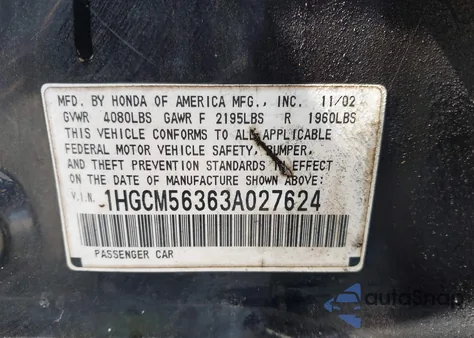 MFD. BY HONDA OF AMERICA MFG., INC. 11/02
GVWR 4080LBS GAWR F 2195LBS R 1960LBS
THIS VEHICLE CONFORMS TO ALL APPLICABLE
FEDERAL MOTOR VEHICLE SAFETY, BUMPER,
AND THEFT PREVENTION STANDARDS IN EFFECT
ON THE DATE OF MANUFACTURE SHOWN ABOVE:
V.I.N. 1HGCM56363A027624
PASSENGER CAR
autoSnap